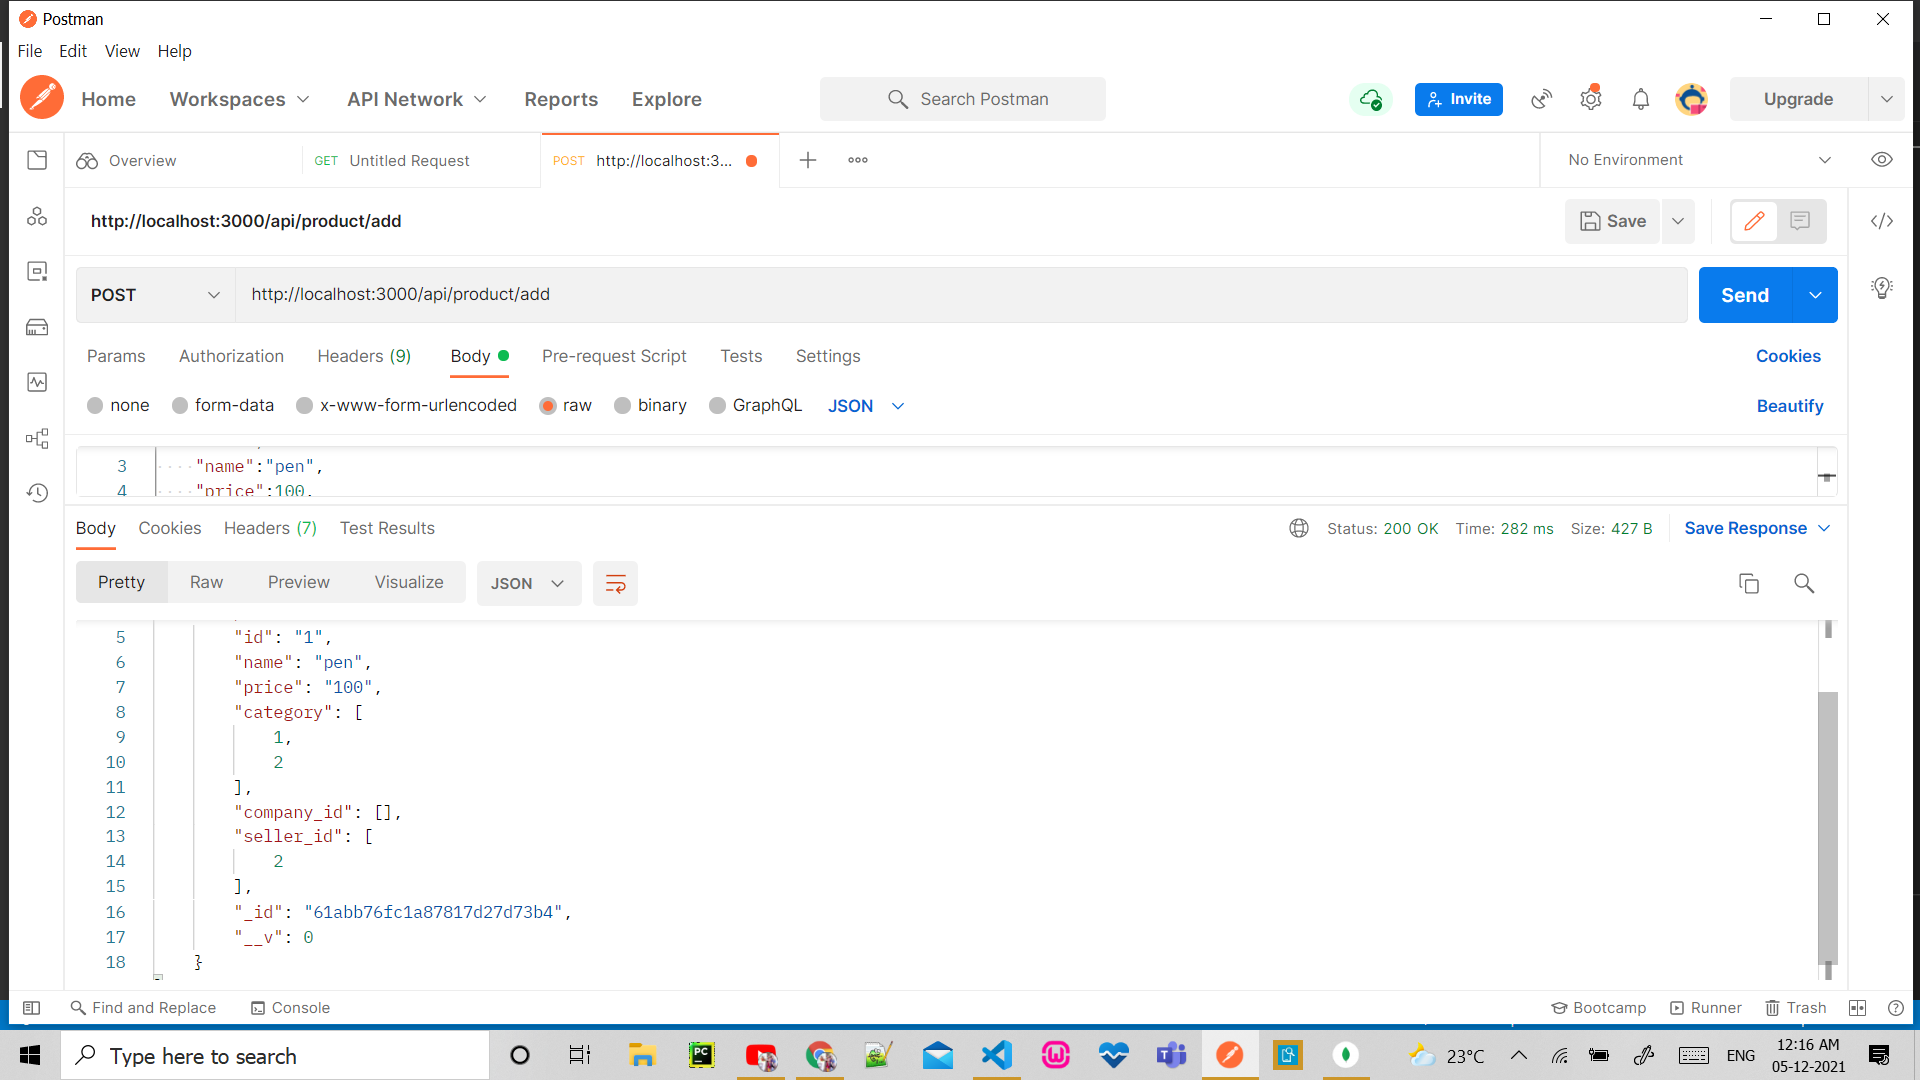 Postman
File Edit View Help
Home Workspaces API Network Reports Explore Search Postman Invite Upgrade
Overview GET Untitled Request POST http://localhost:3... No Environment
http://localhost:3000/api/product/add Save
POST http://localhost:3000/api/product/add Send
Params Authorization Headers (9) Body Pre-request Script Tests Settings Cookies
none form-data x-www-form-urlencoded raw binary GraphQL JSON Beautify
3 "name":"pen",
4 "price":100,
Body Cookies Headers (7) Test Results Status: 200 OK Time: 282 ms Size: 427 B Save Response
Pretty Raw Preview Visualize JSON
5 "id": "1",
6 "name": "pen",
7 "price": "100",
8 "category": [
9 1,
10 2
11 ],
12 "company_id": [],
13 "seller_id": [
14 2
15 ],
16 "_id": "61abb76fc1a87817d27d73b4",
17 "__v": 0
18 }
Find and Replace Console Bootcamp Runner Trash
Type here to search PC 23°C ENG 12:16 AM
05-12-2021